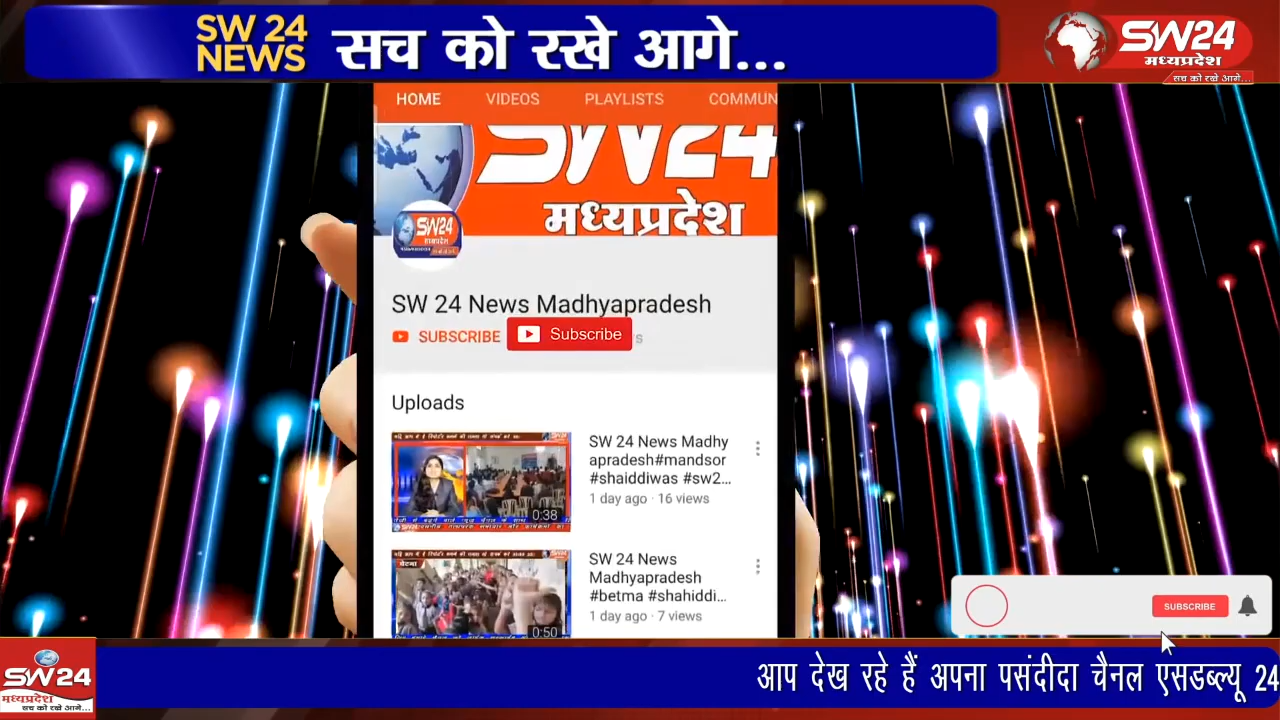 SW 24
NEWS
सच को रखे आगे...
SW24
मध्यप्रदेश
सच को रखे आगे...
HOME VIDEOS PLAYLISTS COMMUN
SW24
मध्यप्रदेश
SW24
SW 24 News Madhyapradesh
SUBSCRIBE
Subscribe
s
Uploads
SW 24 News Madhy
apradesh#mandsor
#shaiddiwas #sw2...
1 day ago · 16 views
0:38
SW 24 News
Madhyapradesh
#betma #shahiddi...
1 day ago · 7 views
बेटमा
0:50
SUBSCRIBE
SW24
मध्यप्रदेश
सच को रखे आगे...
आप देख रहे हैं अपना पसंदीदा चैनल एसडब्ल्यू 24